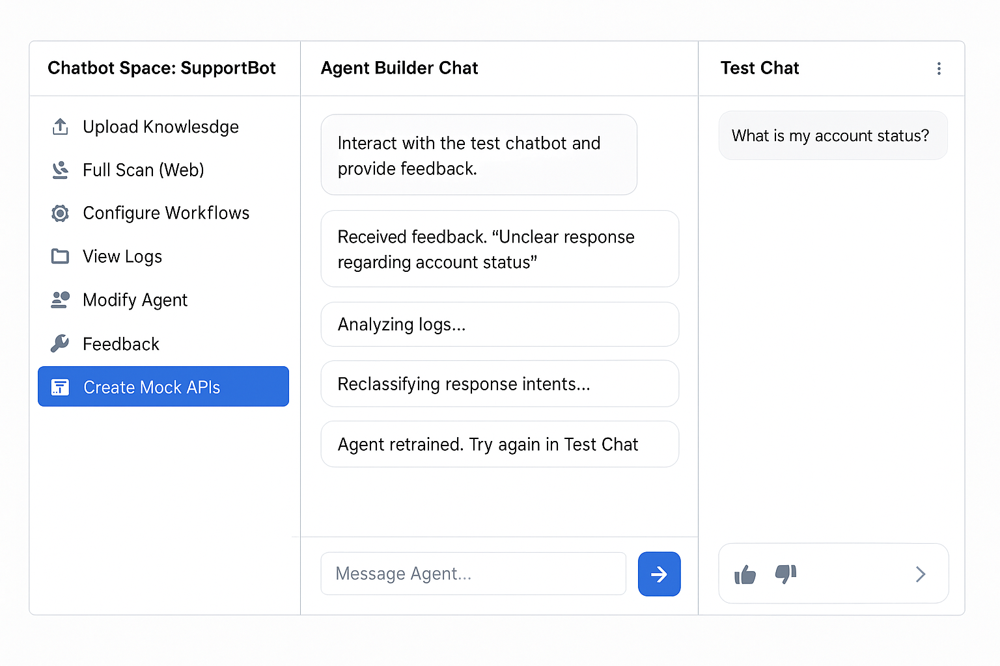 Chatbot Space: SupportBot
Upload Knowlesdge
Full Scan (Web)
Configure Workflows
View Logs
Modify Agent
Feedback
Create Mock APIs
Agent Builder Chat
Interact with the test chatbot and
provide feedback.
Received feedback. “Unclear response
regarding account status”
Analyzing logs...
Reclassifying response intents...
Agent retrained. Try again in Test Chat
Message Agent...
Test Chat
What is my account status?